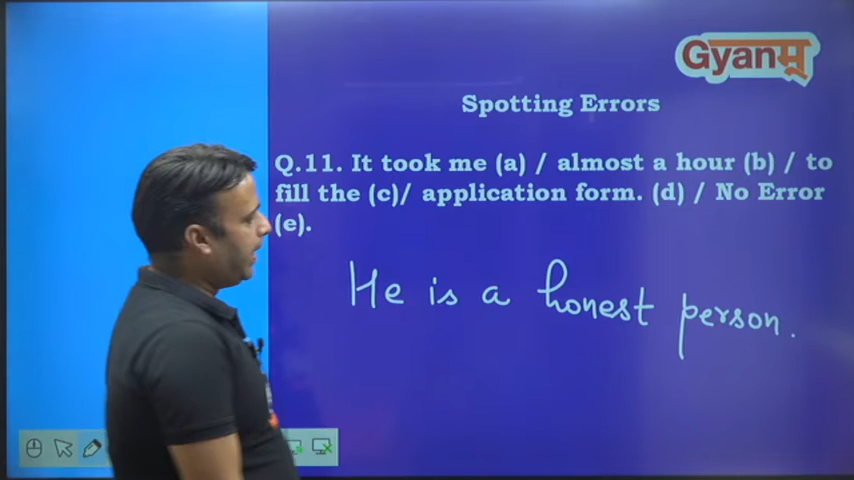 Gyanम्
Spotting Errors
Q.11. It took me (a) / almost a hour (b) / to
fill the (c)/ application form. (d) / No Error
(e).
He is a honest person.